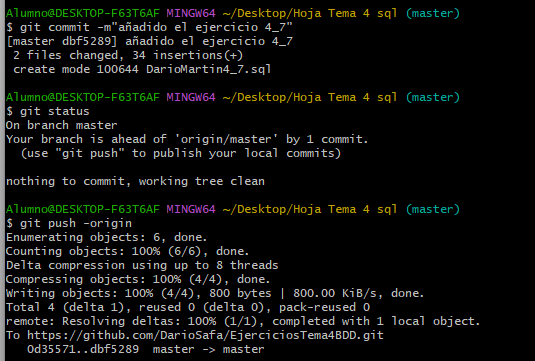 Alumno@DESKTOP-F63T6AF MINGW64 ~/Desktop/Hoja Tema 4 sql (master)
$ git commit -m"añadido el ejercicio 4_7"
[master dbf5289] añadido el ejercicio 4_7
 2 files changed, 34 insertions(+)
 create mode 100644 DarioMartin4_7.sql

Alumno@DESKTOP-F63T6AF MINGW64 ~/Desktop/Hoja Tema 4 sql (master)
$ git status
On branch master
Your branch is ahead of 'origin/master' by 1 commit.
  (use "git push" to publish your local commits)

nothing to commit, working tree clean

Alumno@DESKTOP-F63T6AF MINGW64 ~/Desktop/Hoja Tema 4 sql (master)
$ git push -origin
Enumerating objects: 6, done.
Counting objects: 100% (6/6), done.
Delta compression using up to 8 threads
Compressing objects: 100% (4/4), done.
Writing objects: 100% (4/4), 800 bytes | 800.00 KiB/s, done.
Total 4 (delta 1), reused 0 (delta 0), pack-reused 0
remote: Resolving deltas: 100% (1/1), completed with 1 local object.
To https://github.com/DarioSafa/EjerciciosTema4BDD.git
   0d35571..dbf5289  master -> master